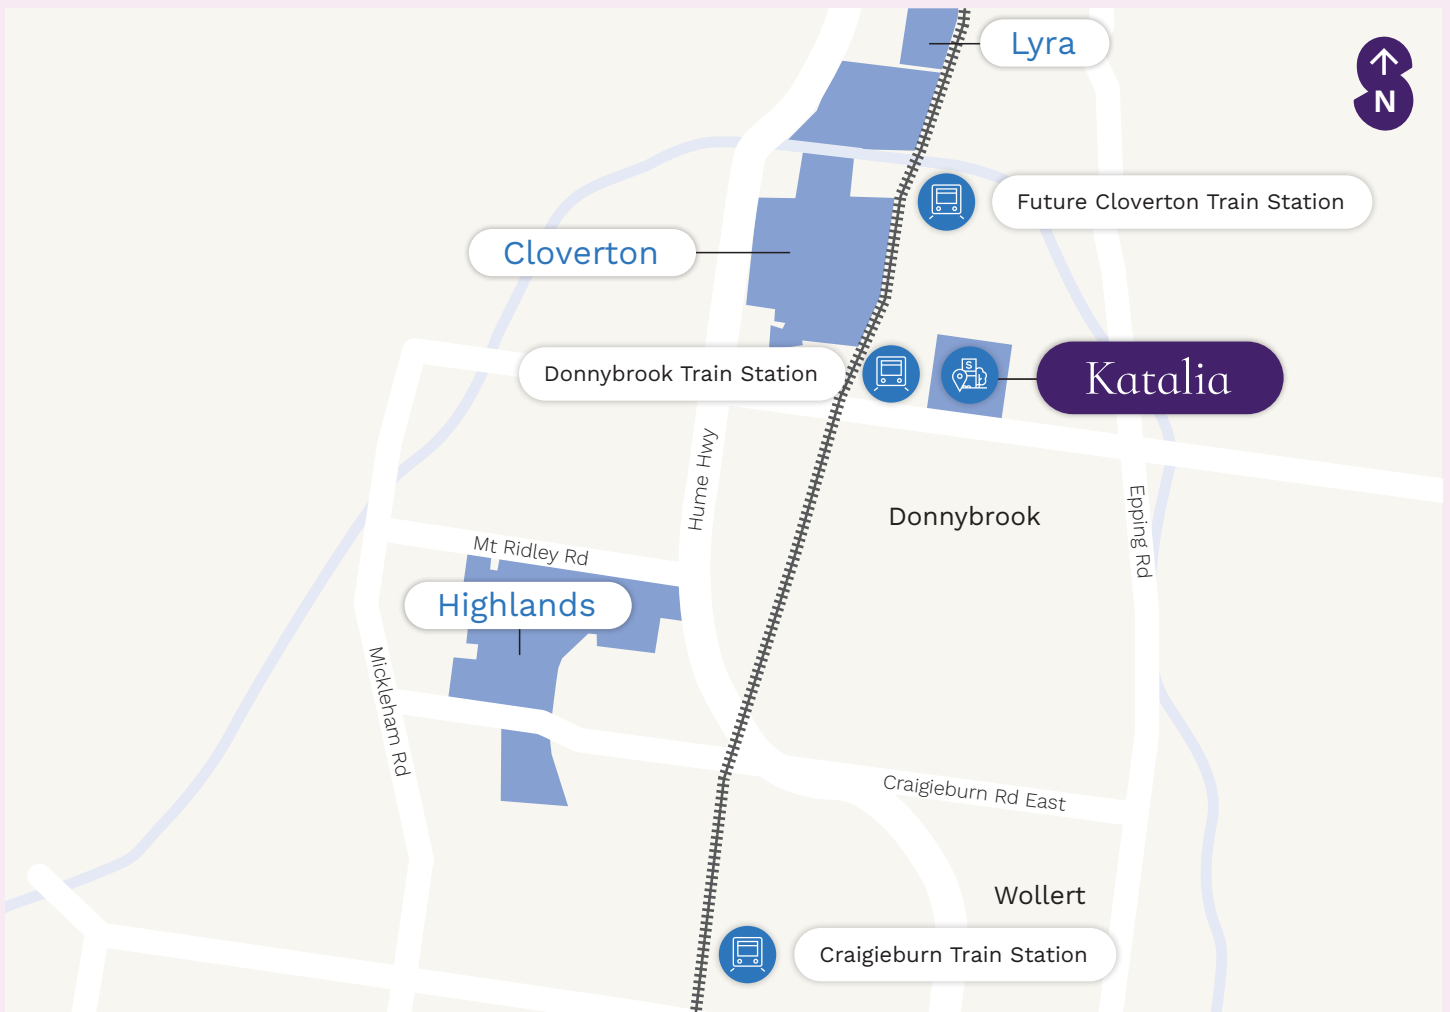 Lyra
N
Future Cloverton Train Station
Cloverton
S
Donnybrook Train Station
Katalia
Hume Hwy
Epping Rd
Donnybrook
Mt Ridley Rd
Highlands
Mickleham Rd
Craigieburn Rd East
Wollert
Craigieburn Train Station